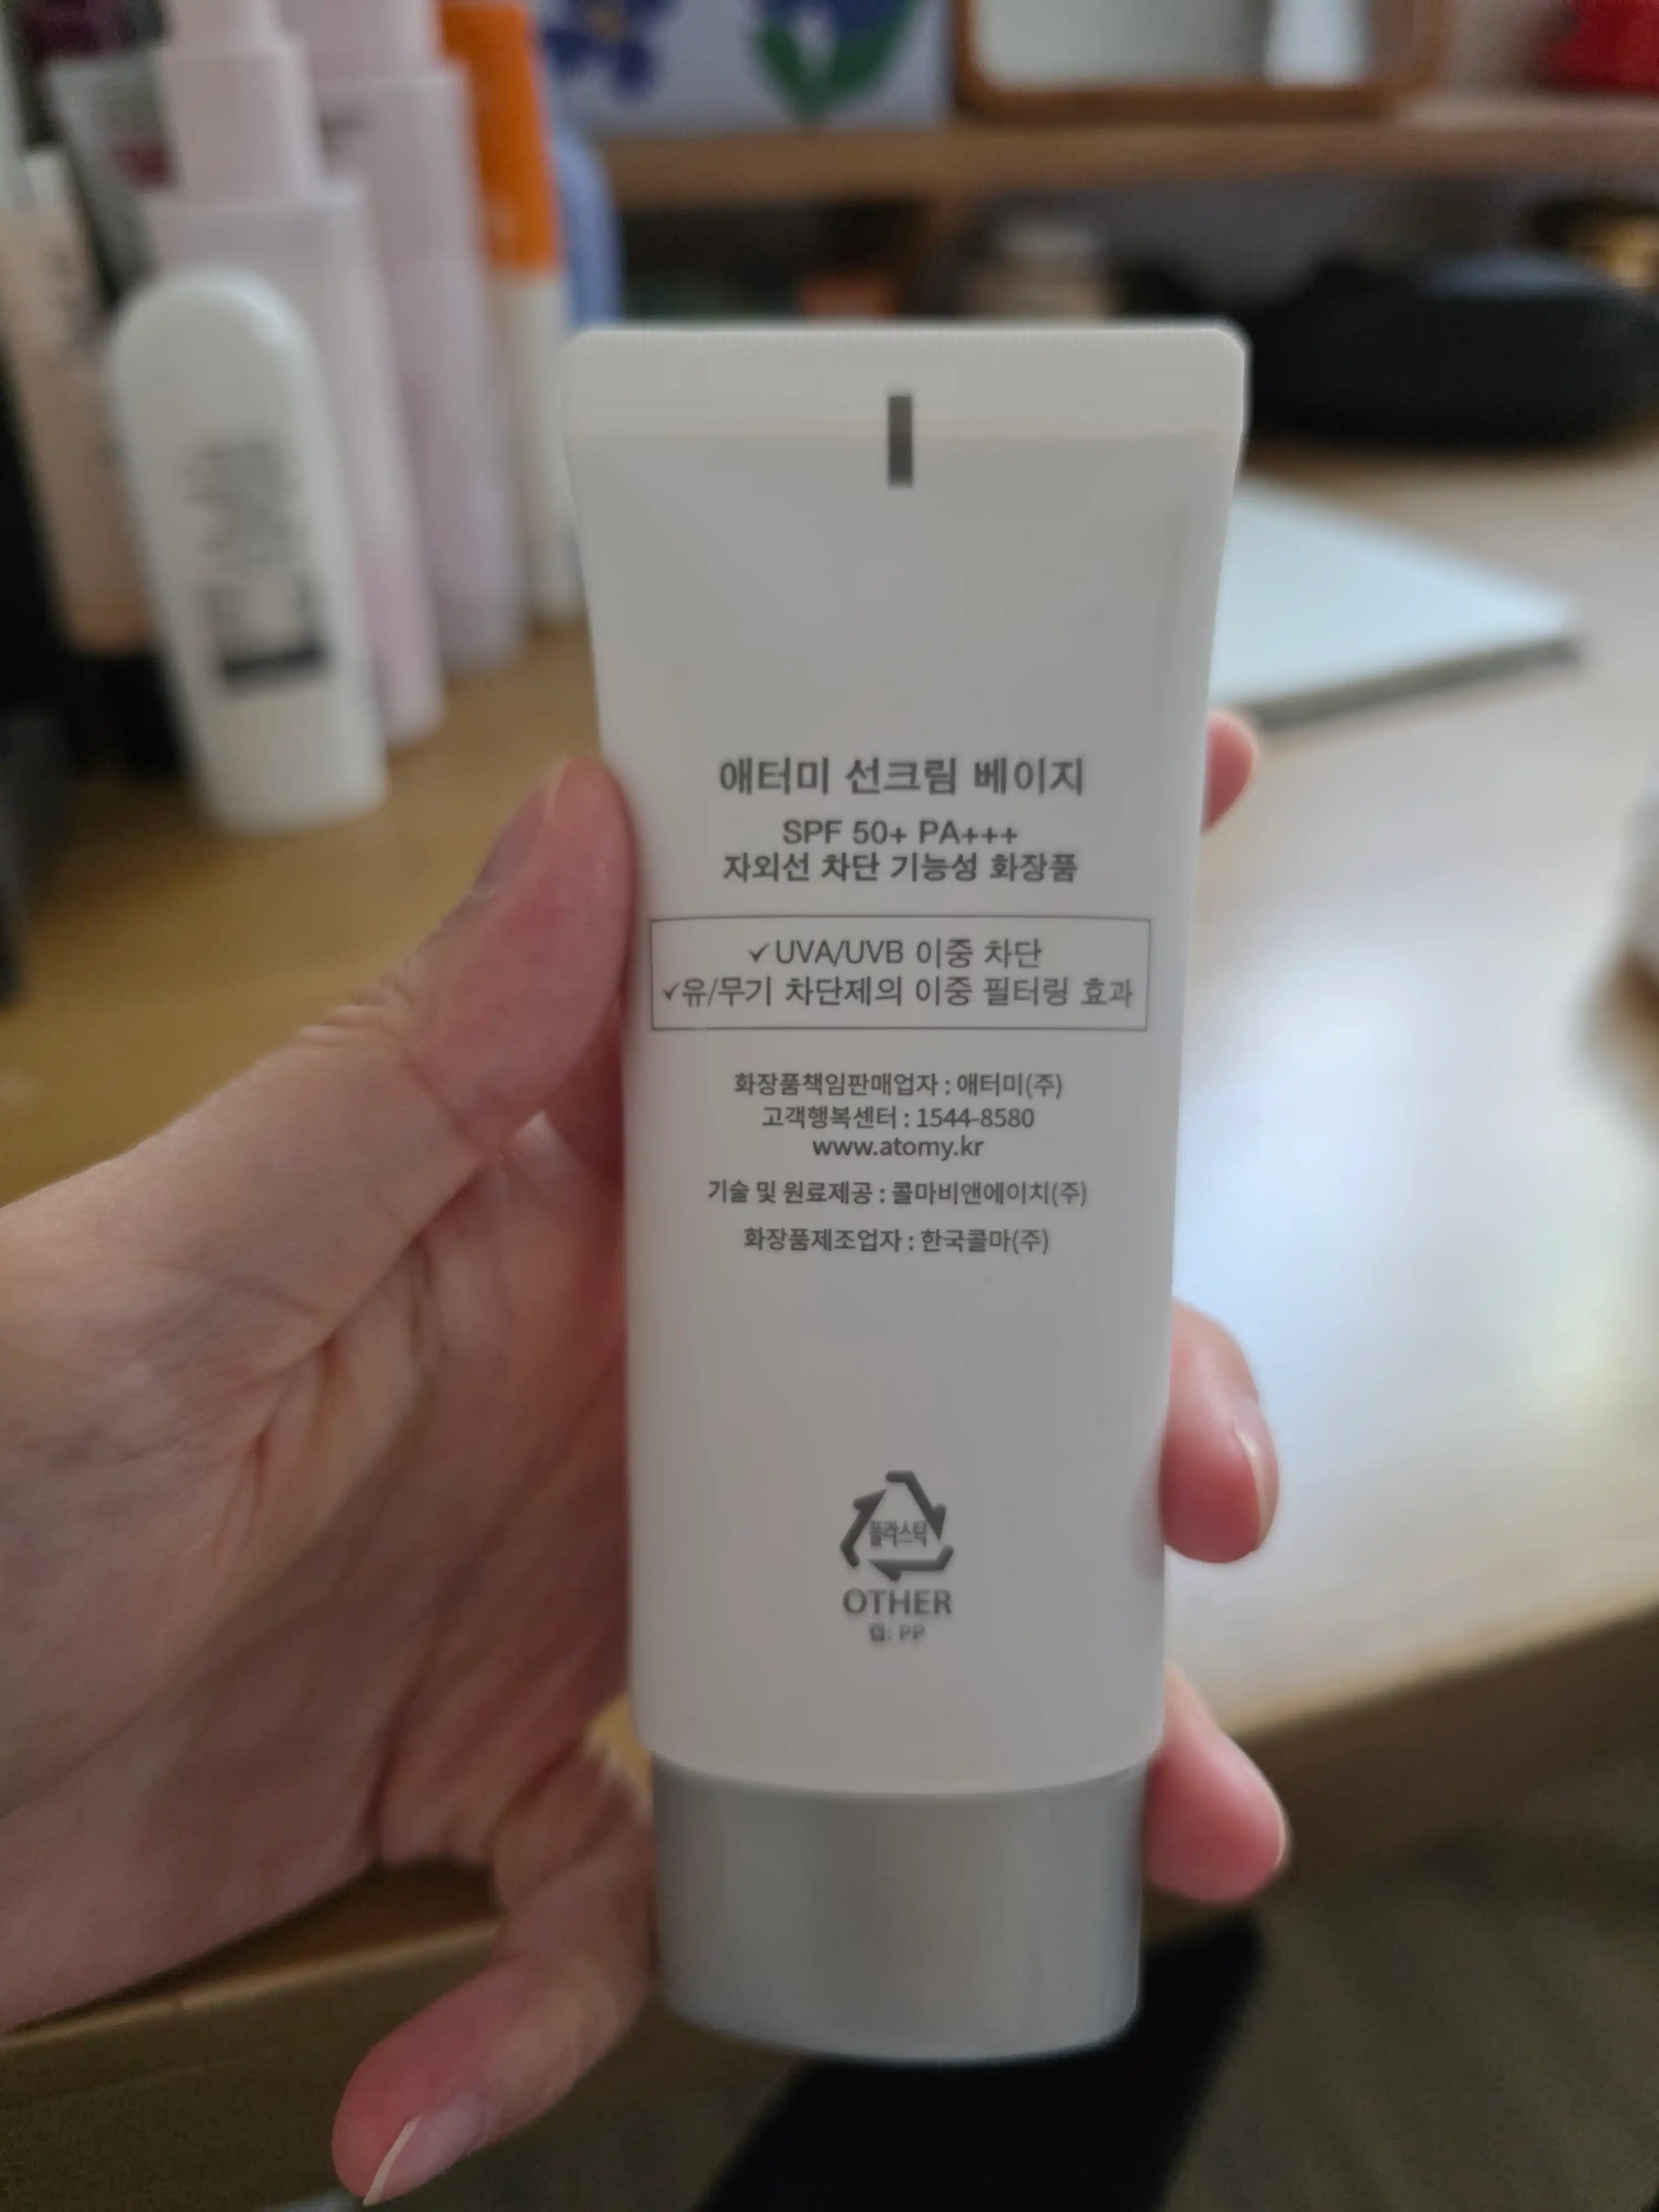 애터미 선크림 베이지
SPF 50+ PA+++
자외선 차단 기능성 화장품
✓UVA/UVB 이중 차단
✓유/무기 차단제의 이중 필터링 효과
화장품책임판매업자 : 애터미(주)
고객행복센터 : 1544-8580
www.atomy.kr
기술 및 원료제공 : 콜마비앤에이치(주)
화장품제조업자 : 한국콜마(주)
플라스틱
OTHER
캡: PP